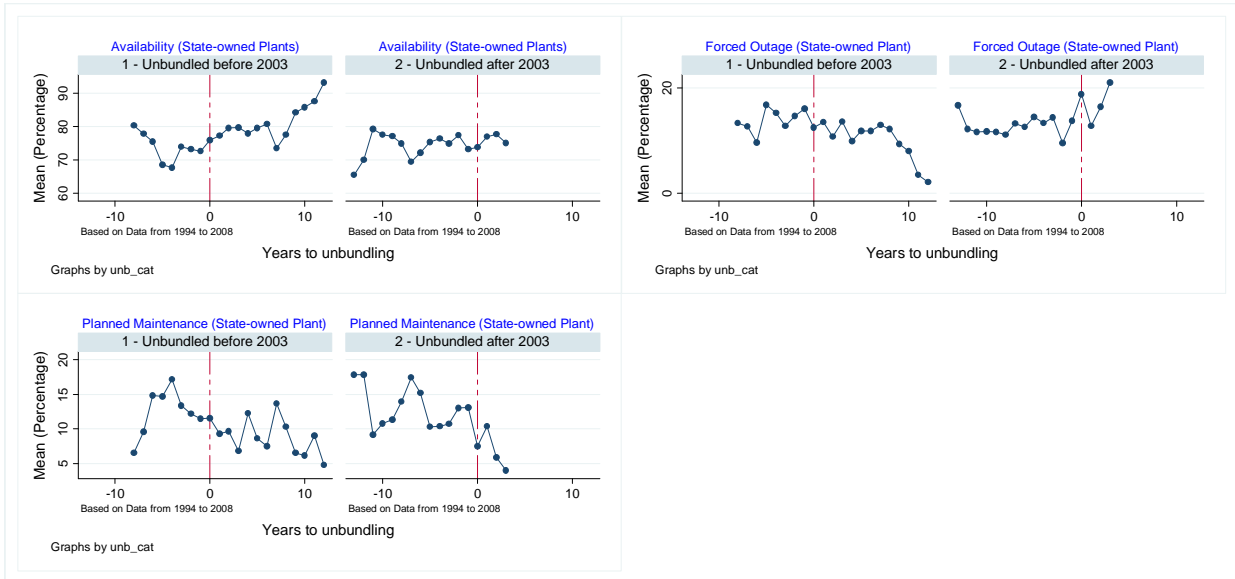 Availability (State-owned Plants)
Availability (State-owned Plants)
1 - Unbundled before 2003
2 - Unbundled after 2003
Mean (Percentage)
90
80
70
60
-10
0
10
-10
0
10
Based on Data from 1994 to 2008
Based on Data from 1994 to 2008
Years to unbundling
Graphs by unb_cat
Forced Outage (State-owned Plant)
Forced Outage (State-owned Plant)
1 - Unbundled before 2003
2 - Unbundled after 2003
Mean (Percentage)
20
0
-10
0
10
-10
0
10
Based on Data from 1994 to 2008
Based on Data from 1994 to 2008
Years to unbundling
Graphs by unb_cat
Planned Maintenance (State-owned Plant)
Planned Maintenance (State-owned Plant)
1 - Unbundled before 2003
2 - Unbundled after 2003
Mean (Percentage)
20
15
10
5
-10
0
10
-10
0
10
Based on Data from 1994 to 2008
Based on Data from 1994 to 2008
Years to unbundling
Graphs by unb_cat